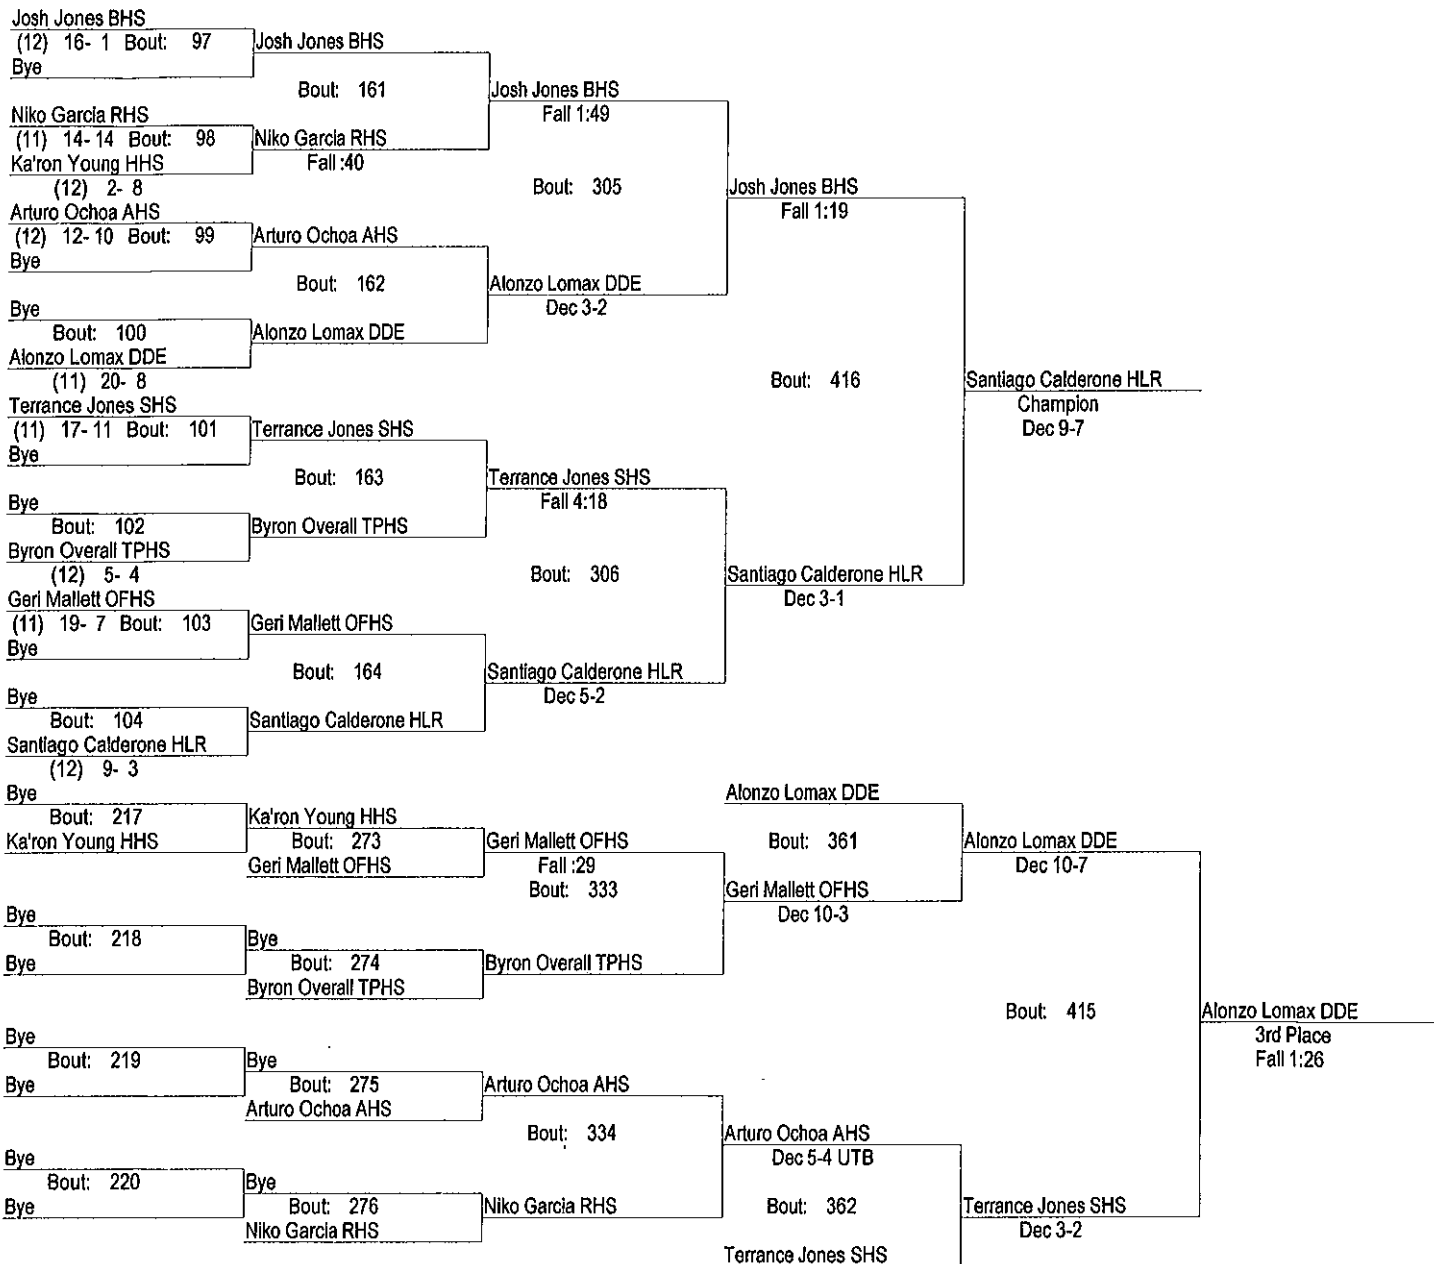 Josh Jones BHS
(12) 16- 1 Bout: 97
Bye
Josh Jones BHS
Bout: 161
Niko Garcia RHS
(11) 14- 14 Bout: 98
Ka'ron Young HHS
(12) 2- 8
Niko Garcia RHS
Fall :40
Josh Jones BHS
Fall 1:49
Bout: 305
Arturo Ochoa AHS
(12) 12- 10 Bout: 99
Bye
Arturo Ochoa AHS
Bout: 162
Bye
Bout: 100
Alonzo Lomax DDE
(11) 20- 8
Alonzo Lomax DDE
Alonzo Lomax DDE
Dec 3-2
Josh Jones BHS
Fall 1:19
Bout: 416
Terrance Jones SHS
(11) 17- 11 Bout: 101
Bye
Terrance Jones SHS
Bout: 163
Bye
Bout: 102
Byron Overall TPHS
(12) 5- 4
Byron Overall TPHS
Terrance Jones SHS
Fall 4:18
Bout: 306
Geri Mallett OFHS
(11) 19- 7 Bout: 103
Bye
Geri Mallett OFHS
Bout: 164
Bye
Bout: 104
Santiago Calderone HLR
(12) 9- 3
Santiago Calderone HLR
Santiago Calderone HLR
Dec 5-2
Santiago Calderone HLR
Dec 3-1
Santiago Calderone HLR
Champion
Dec 9-7
Bye
Bout: 217
Ka'ron Young HHS
Ka'ron Young HHS
Bout: 273
Geri Mallett OFHS
Geri Mallett OFHS
Fall :29
Bout: 333
Bye
Bout: 218
Bye
Bye
Bout: 274
Byron Overall TPHS
Byron Overall TPHS
Alonzo Lomax DDE
Bout: 361
Geri Mallett OFHS
Dec 10-3
Alonzo Lomax DDE
Dec 10-7
Bout: 415
Bye
Bout: 219
Bye
Bye
Bout: 275
Arturo Ochoa AHS
Arturo Ochoa AHS
Bout: 334
Bye
Bout: 220
Bye
Bye
Bout: 276
Niko Garcia RHS
Niko Garcia RHS
Arturo Ochoa AHS
Dec 5-4 UTB
Bout: 362
Terrance Jones SHS
Terrance Jones SHS
Dec 3-2
Alonzo Lomax DDE
3rd Place
Fall 1:26